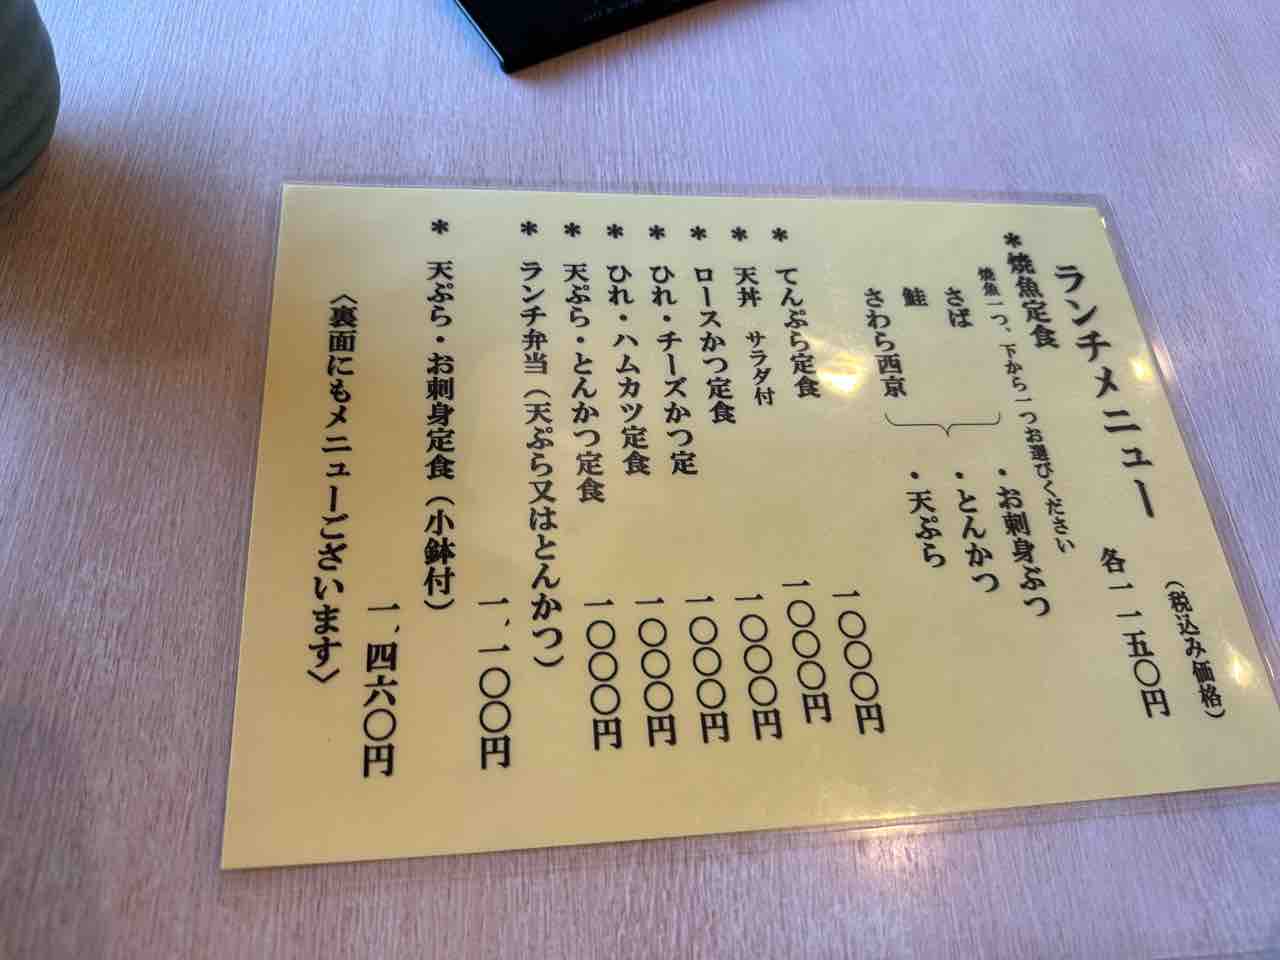 ランチメニュー
（税込み価格）
＊焼魚定食
各一一五〇円
焼魚一つ、下から一つお選びください
さば
鮭
さわら西京
・お刺身ぶつ
・とんかつ
・天ぷら
＊てんぷら定食 一〇〇〇円
＊天丼 サラダ付 一〇〇〇円
＊ロースかつ定食 一〇〇〇円
＊ひれ・チーズかつ定 一〇〇〇円
＊ひれ・ハムカツ定食 一〇〇〇円
＊天ぷら・とんかつ定食 一〇〇〇円
＊ランチ弁当（天ぷら又はとんかつ）
一、一〇〇円
＊天ぷら・お刺身定食（小鉢付）
一、四六〇円
〈裏面にもメニューございます〉